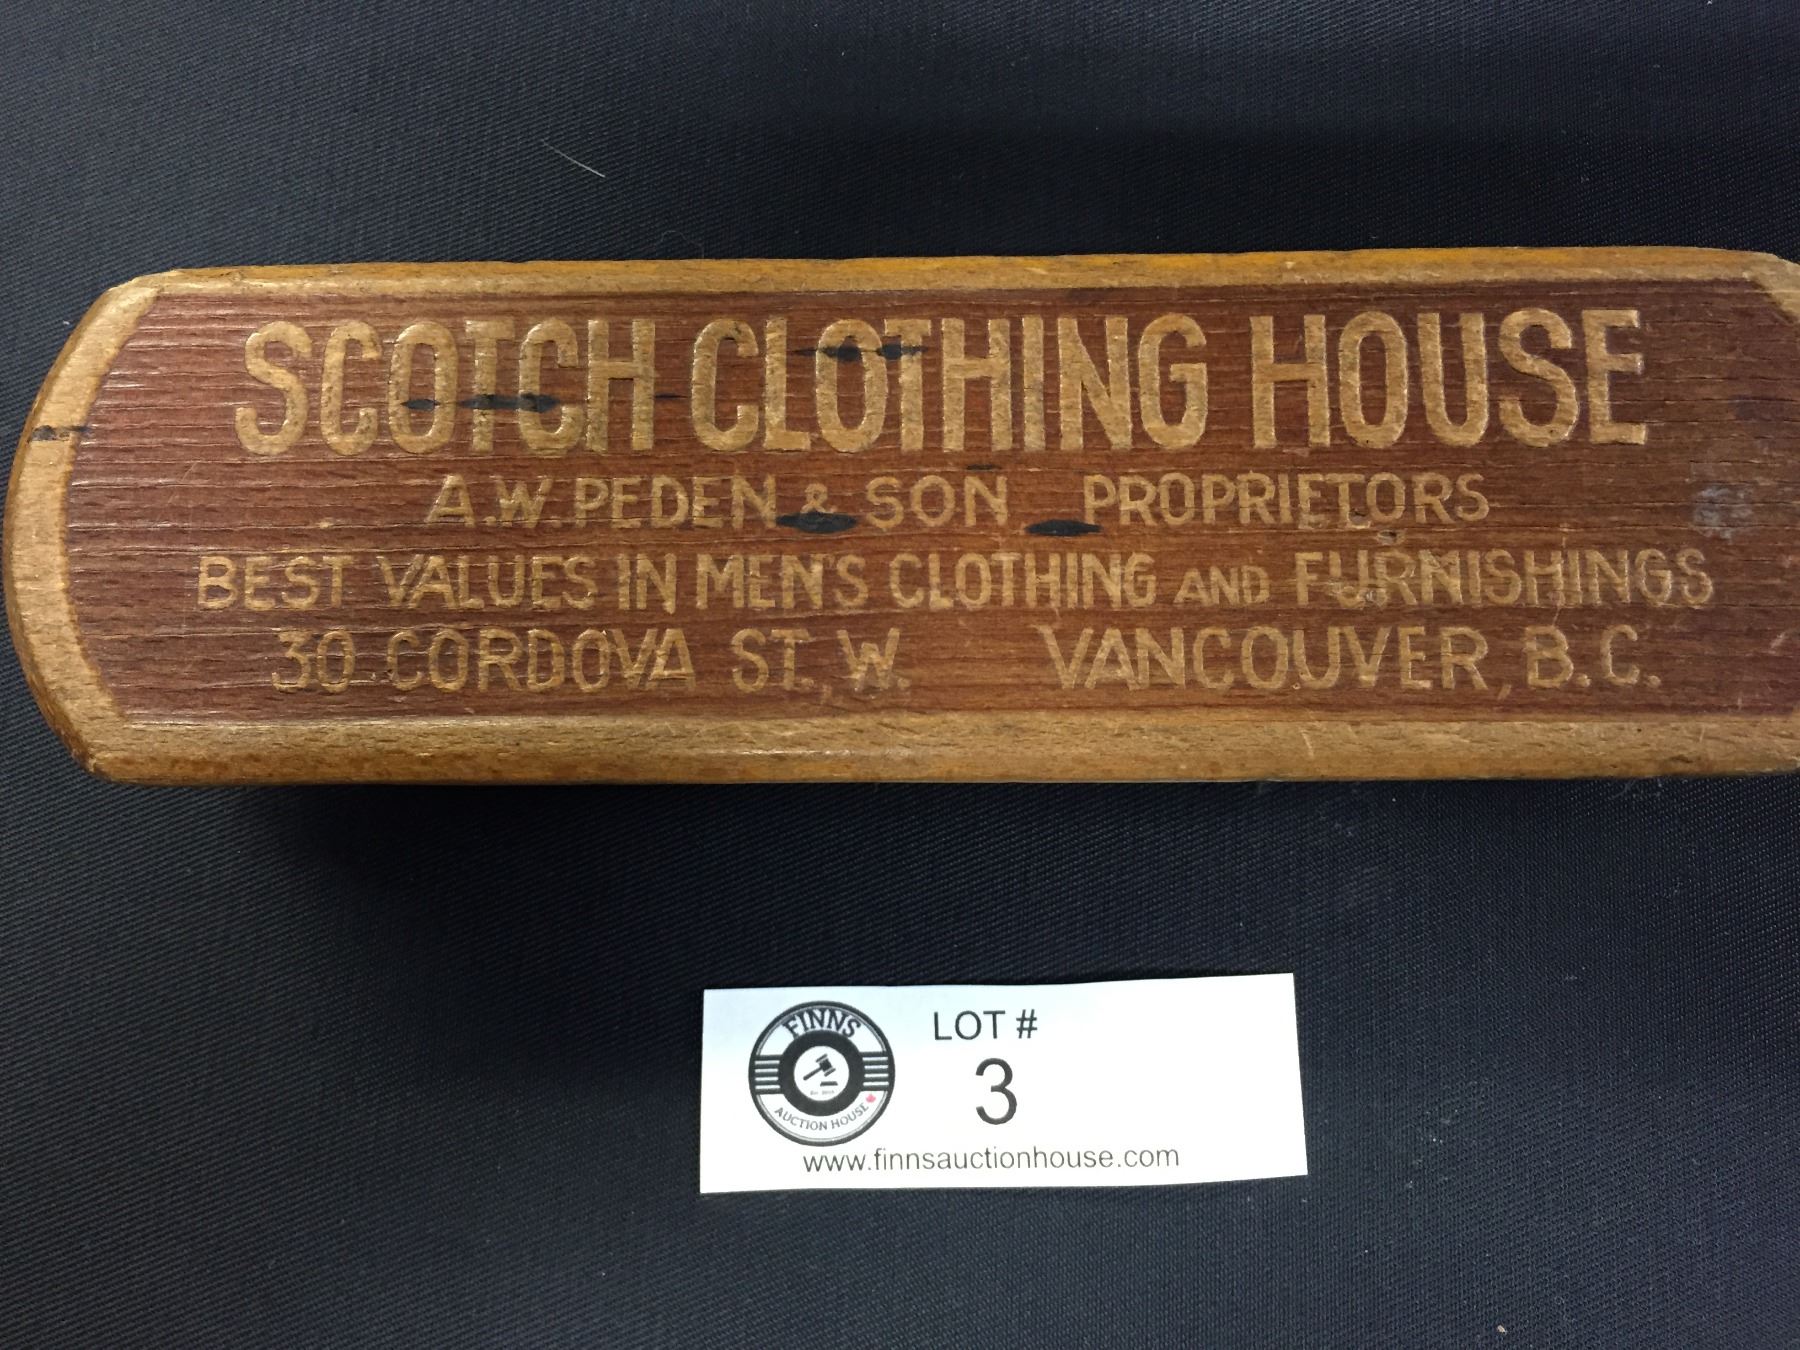 SCOTCH CLOTHING HOUSE
A.W. PEDEN & SON PROPRIETORS
BEST VALUES IN MEN'S CLOTHING AND FURNISHINGS
30 CORDOVA ST., W. VANCOUVER, B.C.
FINNS
AUCTION HOUSE
LOT #
3
www.finnsauctionhouse.com